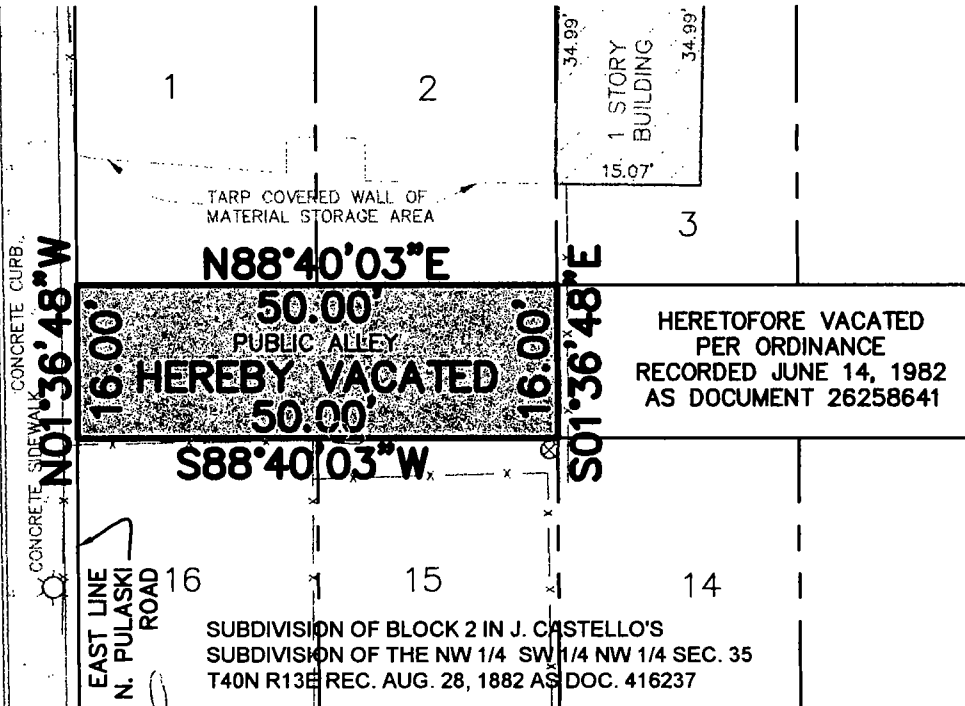 1
2
34.99'
1 STORY
BUILDING
34.99'
15.07'
TARP COVERED WALL OF
MATERIAL STORAGE AREA
3
CONCRETE CURB
N88°40'03"E
N01°36'48"W
16.00'
50.00'
PUBLIC ALLEY
HEREBY VACATED
50.00'
16.00'
S01°36'48"E
S88°40'03"W
HERETOFORE VACATED
PER ORDINANCE
RECORDED JUNE 14, 1982
AS DOCUMENT 26258641
CONCRETE SIDEWALK
EAST LINE
N. PULASKI
ROAD
16
15
14
SUBDIVISION OF BLOCK 2 IN J. CASTELLO'S
SUBDIVISION OF THE NW 1/4 SW 1/4 NW 1/4 SEC. 35
T40N R13E REC. AUG. 28, 1882 AS DOC. 416237